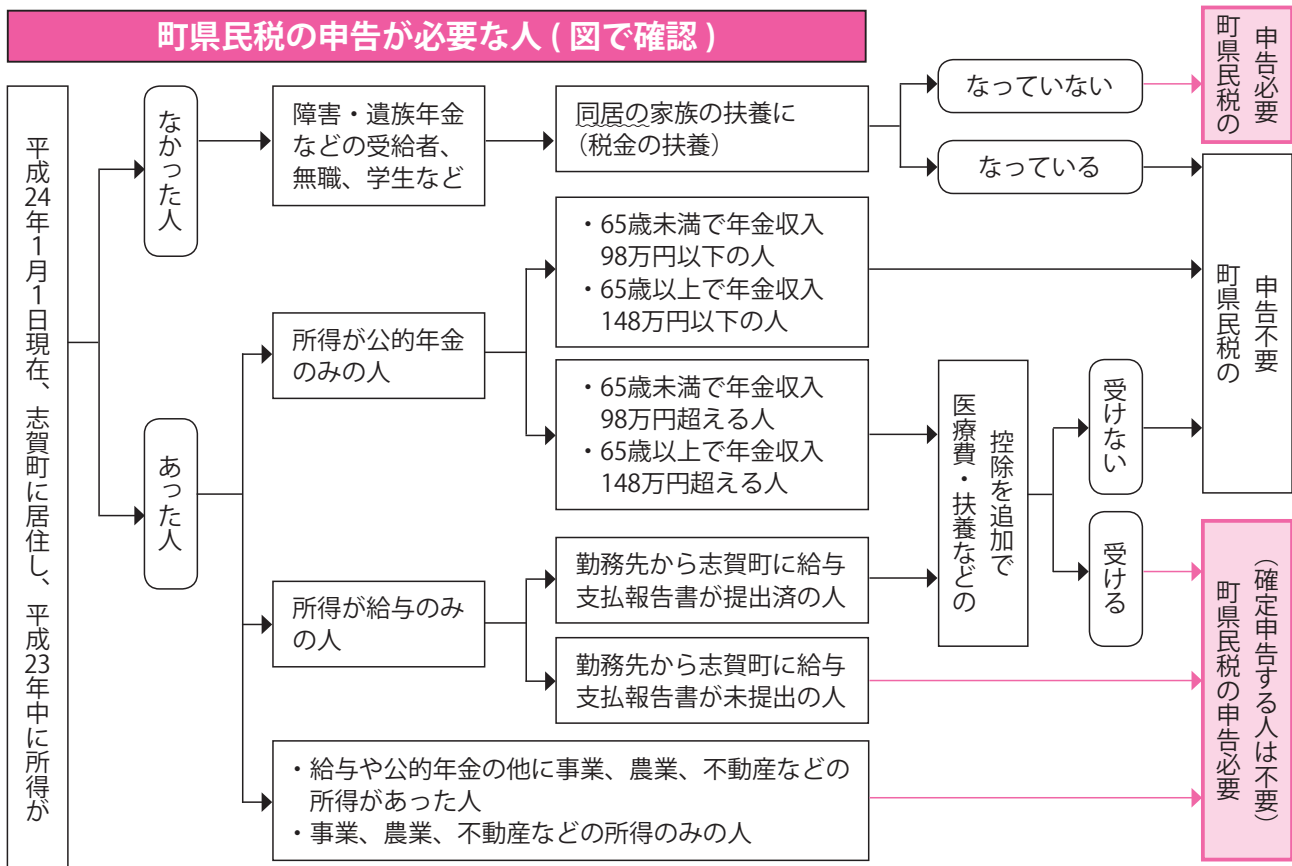 町県民税の申告が必要な人 ( 図で確認 )
平成24年1月1日現在、志賀町に居住し、平成23年中に所得が
なかった人
障害・遺族年金
などの受給者、
無職、学生など
同居の家族の扶養に
（税金の扶養）
なっていない
町県民税の
申告必要
なっている
町県民税の
申告不要
あった人
所得が公的年金
のみの人
・65歳未満で年金収入
98万円以下の人
・65歳以上で年金収入
148万円以下の人
・65歳未満で年金収入
98万円超える人
・65歳以上で年金収入
148万円超える人
医療費・扶養などの
控除を追加で
受けない
受ける
所得が給与のみ
の人
勤務先から志賀町に給与
支払報告書が提出済の人
勤務先から志賀町に給与
支払報告書が未提出の人
・給与や公的年金の他に事業、農業、不動産などの
所得があった人
・事業、農業、不動産などの所得のみの人
町県民税の申告必要
（確定申告する人は不要）